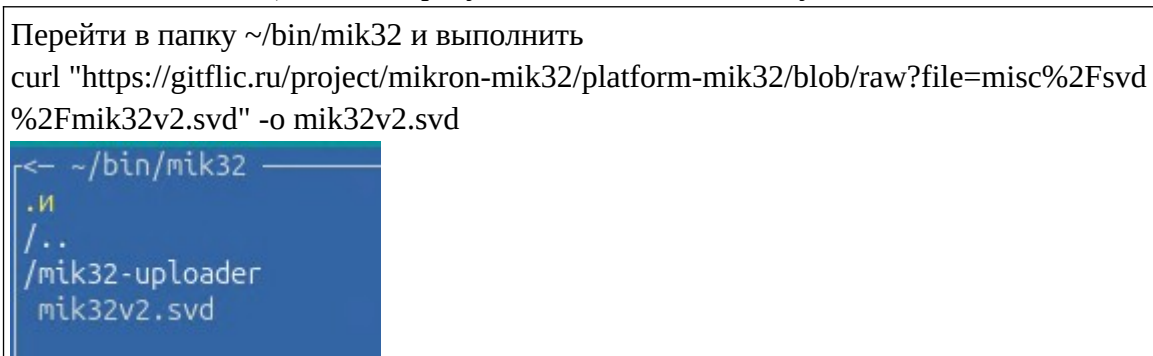 Перейти в папку ~/bin/mik32 и выполнить
curl "https://gitflic.ru/project/mikron-mik32/platform-mik32/blob/raw?file=misc%2Fsvd
%2Fmik32v2.svd" -o mik32v2.svd
<— ~/bin/mik32
.и
/..
/mik32-uploader
mik32v2.svd